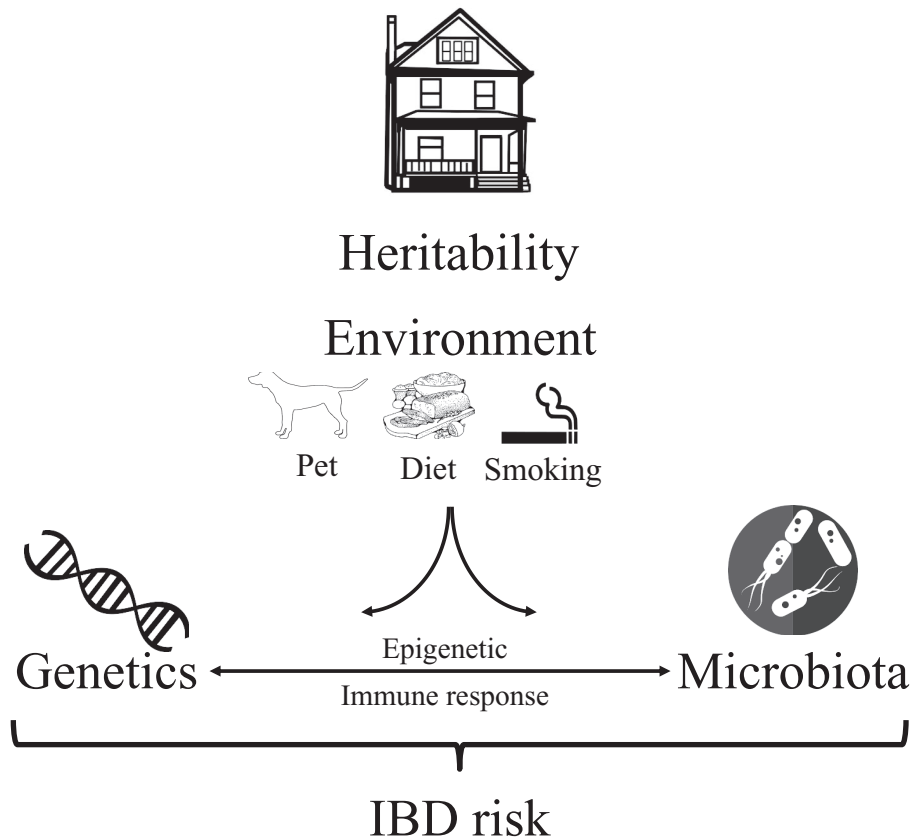 Heritability
Environment
Pet Diet Smoking
Epigenetic
Genetics Microbiota
Immune response
IBD risk